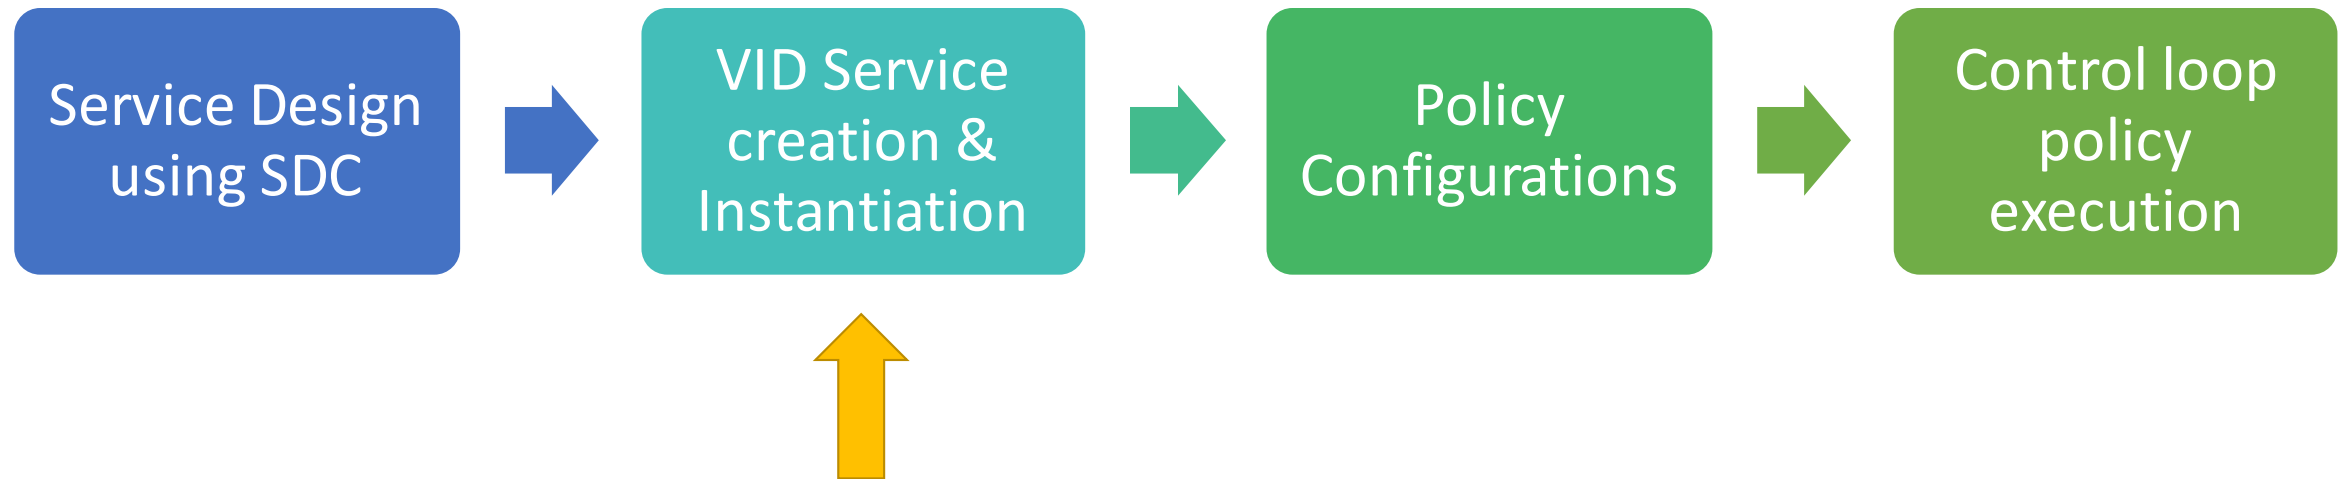 Service Design
using SDC
VID Service
creation &
Instantiation
Policy
Configurations
Control loop
policy
execution